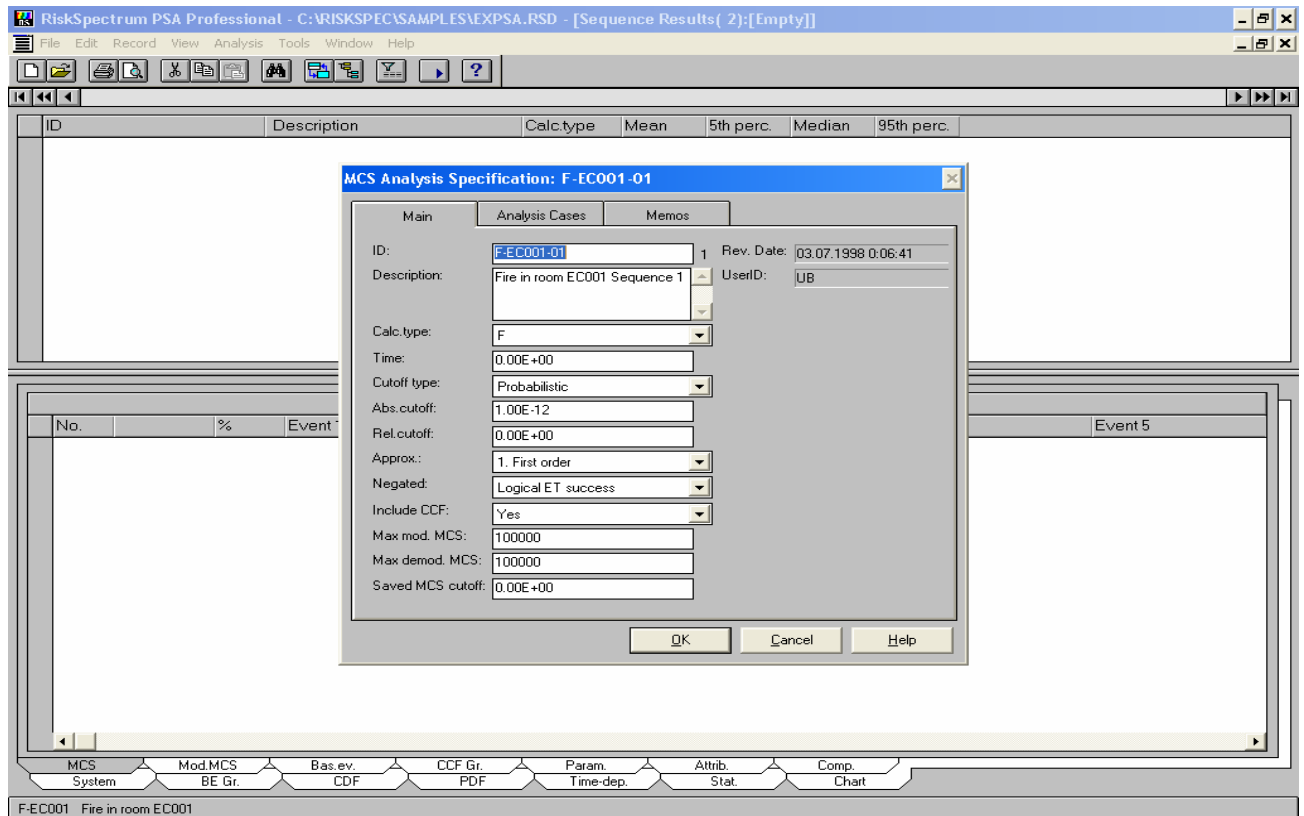 RiskSpectrum PSA Professional - C:\RISKSPEC\SAMPLES\EXPSA.RSD - [Sequence Results( 2):[Empty]]
File Edit Record View Analysis Tools Window Help
ID Description Calc.type Mean 5th perc. Median 95th perc.
MCS Analysis Specification: F-EC001-01
Main Analysis Cases Memos
ID: F-EC001-01 1 Rev. Date: 03.07.1998 0:06:41
Description: Fire in room EC001 Sequence 1 UserID: UB
Calc.type: F
Time: 0.00E+00
Cutoff type: Probabilistic
Abs.cutoff: 1.00E-12
No. % Event Event 5
Rel.cutoff: 0.00E+00
Approx.: 1. First order
Negated: Logical ET success
Include CCF: Yes
Max mod. MCS: 100000
Max demod. MCS: 100000
Saved MCS cutoff: 0.00E+00
OK Cancel Help
MCS Mod.MCS Bas.ev. CCF Gr. Param. Attrib. Comp.
System BE Gr. CDF PDF Time-dep. Stat. Chart
F-EC001 Fire in room EC001